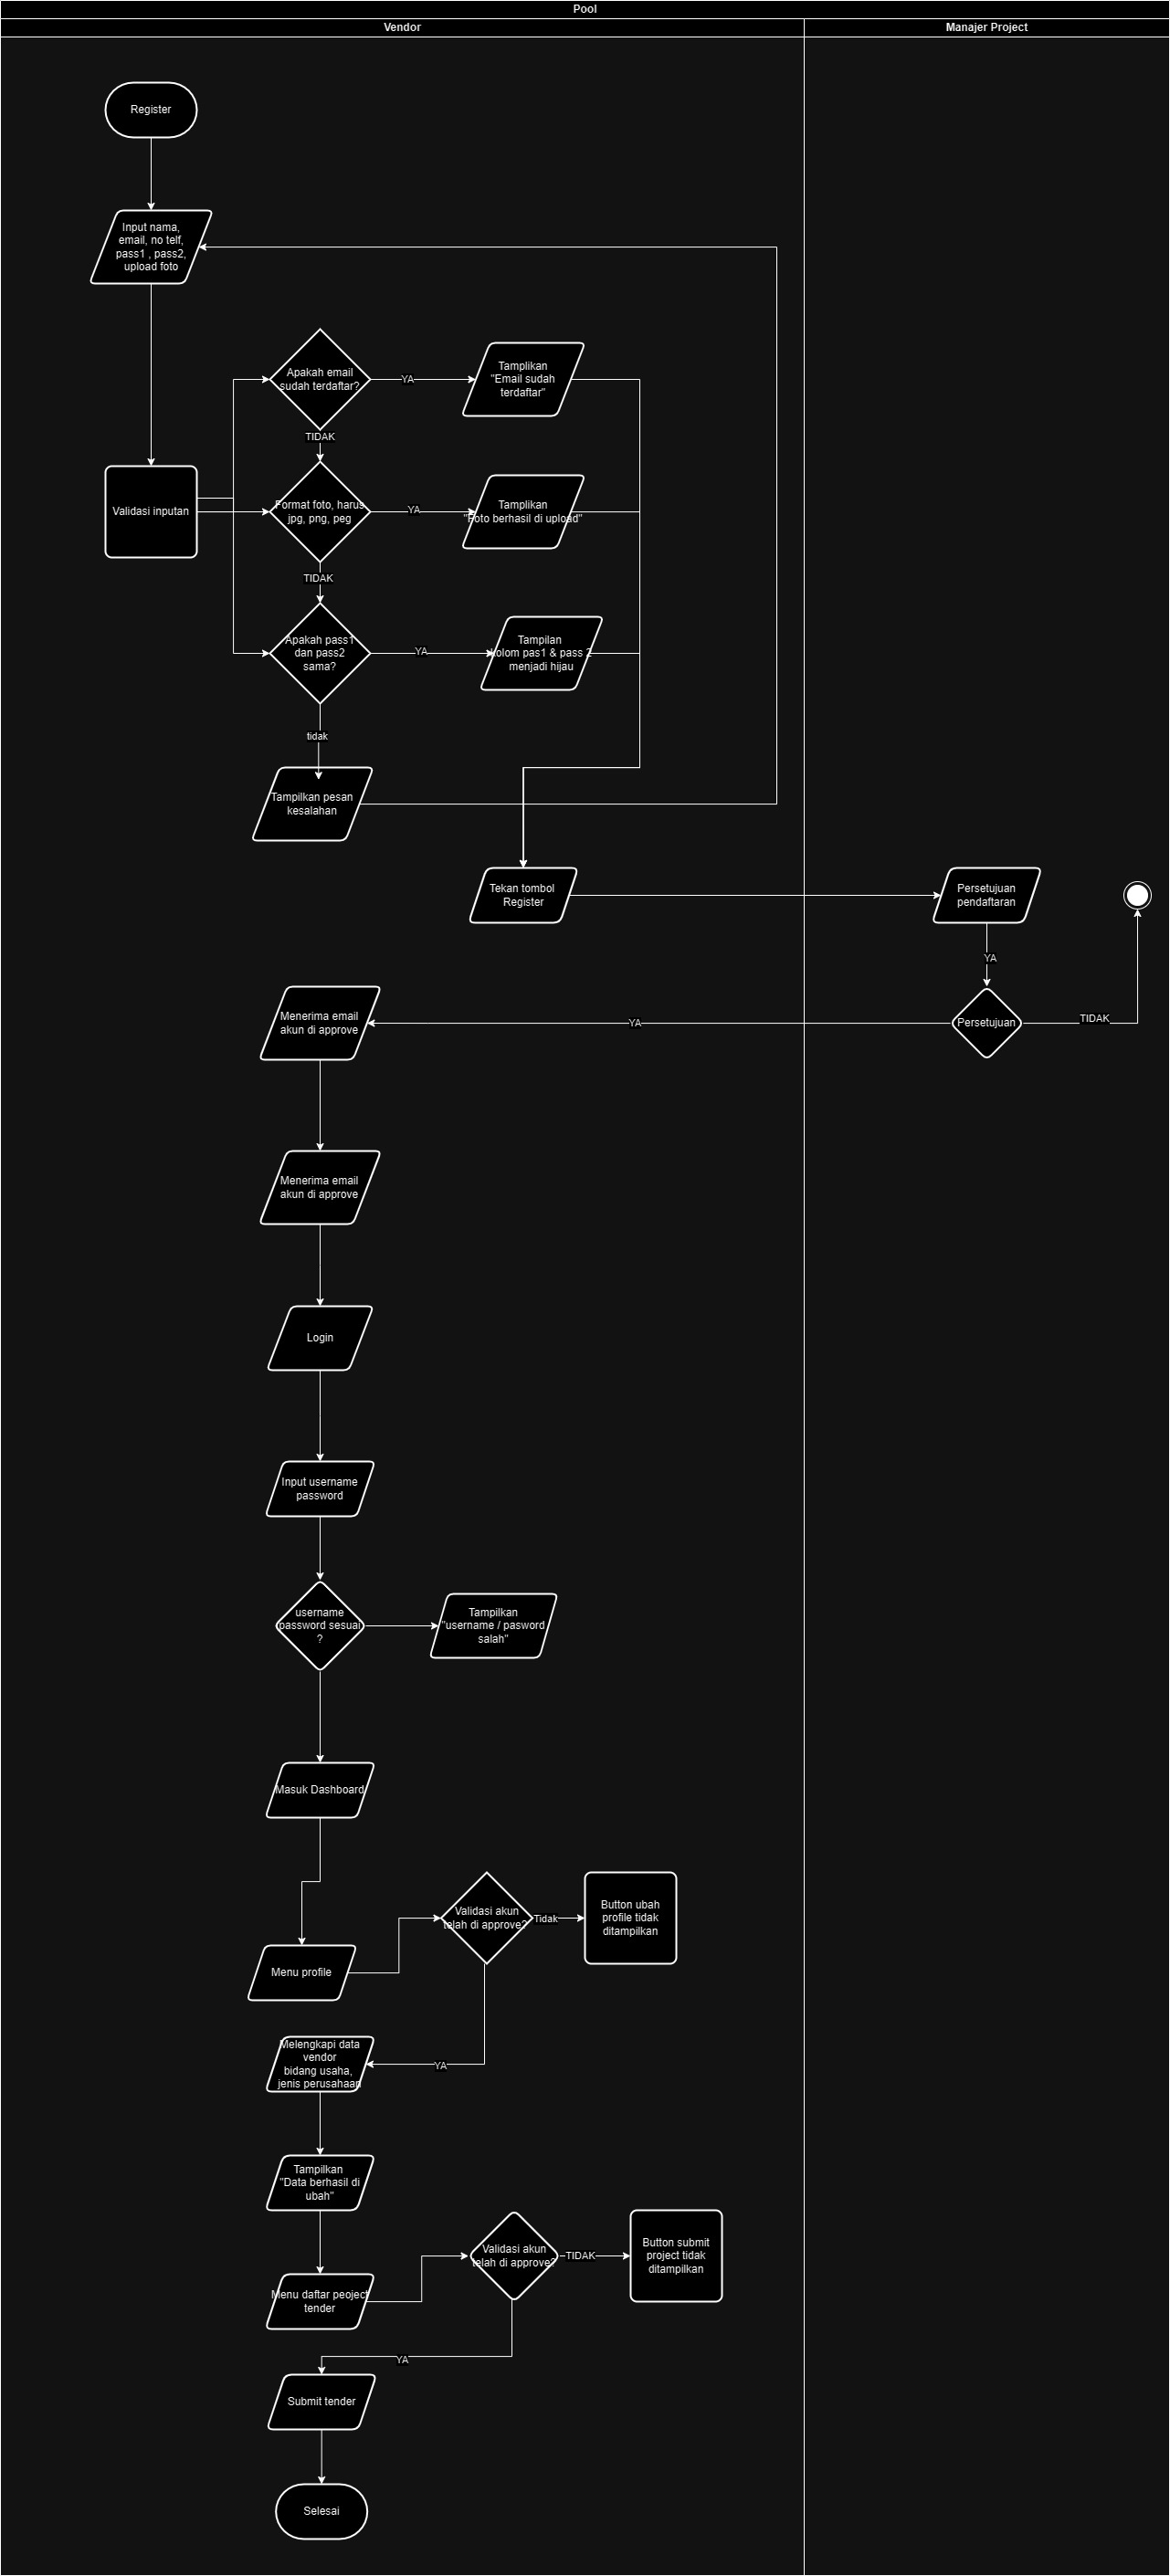 Pool
Vendor
Manajer Project
Register
Input nama,
email, no telf,
pass1 , pass2,
upload foto
Apakah email
sudah terdaftar?
YA
Tamplikan
"Email sudah
terdaftar"
TIDAK
Validasi inputan
Format foto, harus
jpg, png, peg
YA
Tamplikan
"Foto berhasil di upload"
TIDAK
Apakah pass1
dan pass2
sama?
YA
Tampilan
kolom pas1 & pass 2
menjadi hijau
tidak
Tampilkan pesan
kesalahan
Tekan tombol
Register
Persetujuan
pendaftaran
YA
Menerima email
akun di approve
YA
Persetujuan
TIDAK
Menerima email
akun di approve
Login
Input username
password
username
password sesuai
?
Tampilkan
"username / pasword
salah"
Masuk Dashboard
Validasi akun
telah di approve?
Tidak
Button ubah
profile tidak
ditampilkan
Menu profile
Melengkapi data
vendor
bidang usaha,
jenis perusahaan
YA
Tampilkan
"Data berhasil di
ubah"
Validasi akun
telah di approve?
TIDAK
Button submit
project tidak
ditampilkan
Menu daftar peoject
tender
YA
Submit tender
Selesai